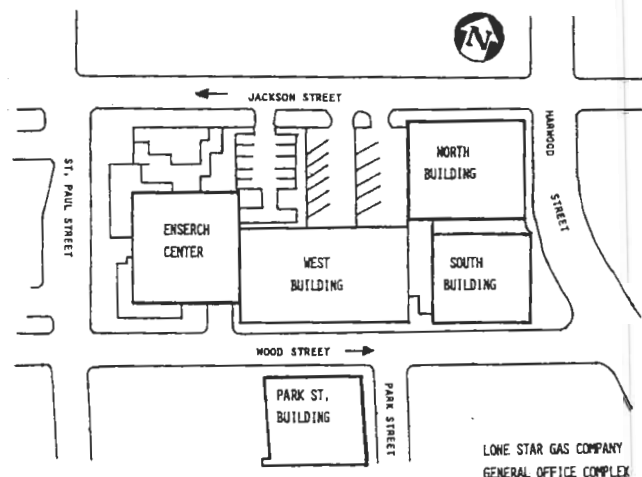 N
JACKSON STREET
HARWOOD
STREET
ST. PAUL STREET
NORTH
BUILDING
ENSERCH
CENTER
WEST
BUILDING
SOUTH
BUILDING
WOOD STREET
PARK ST.
BUILDING
PARK STREET
LONE STAR GAS COMPANY
GENERAL OFFICE COMPLEX